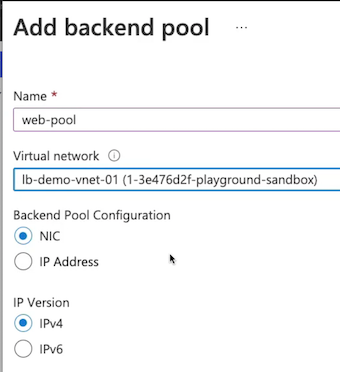 Add backend pool ...
Name *
web-pool
Virtual network
lb-demo-vnet-01 (1-3e476d2f-playground-sandbox)
Backend Pool Configuration
NIC
IP Address
IP Version
IPv4
IPv6